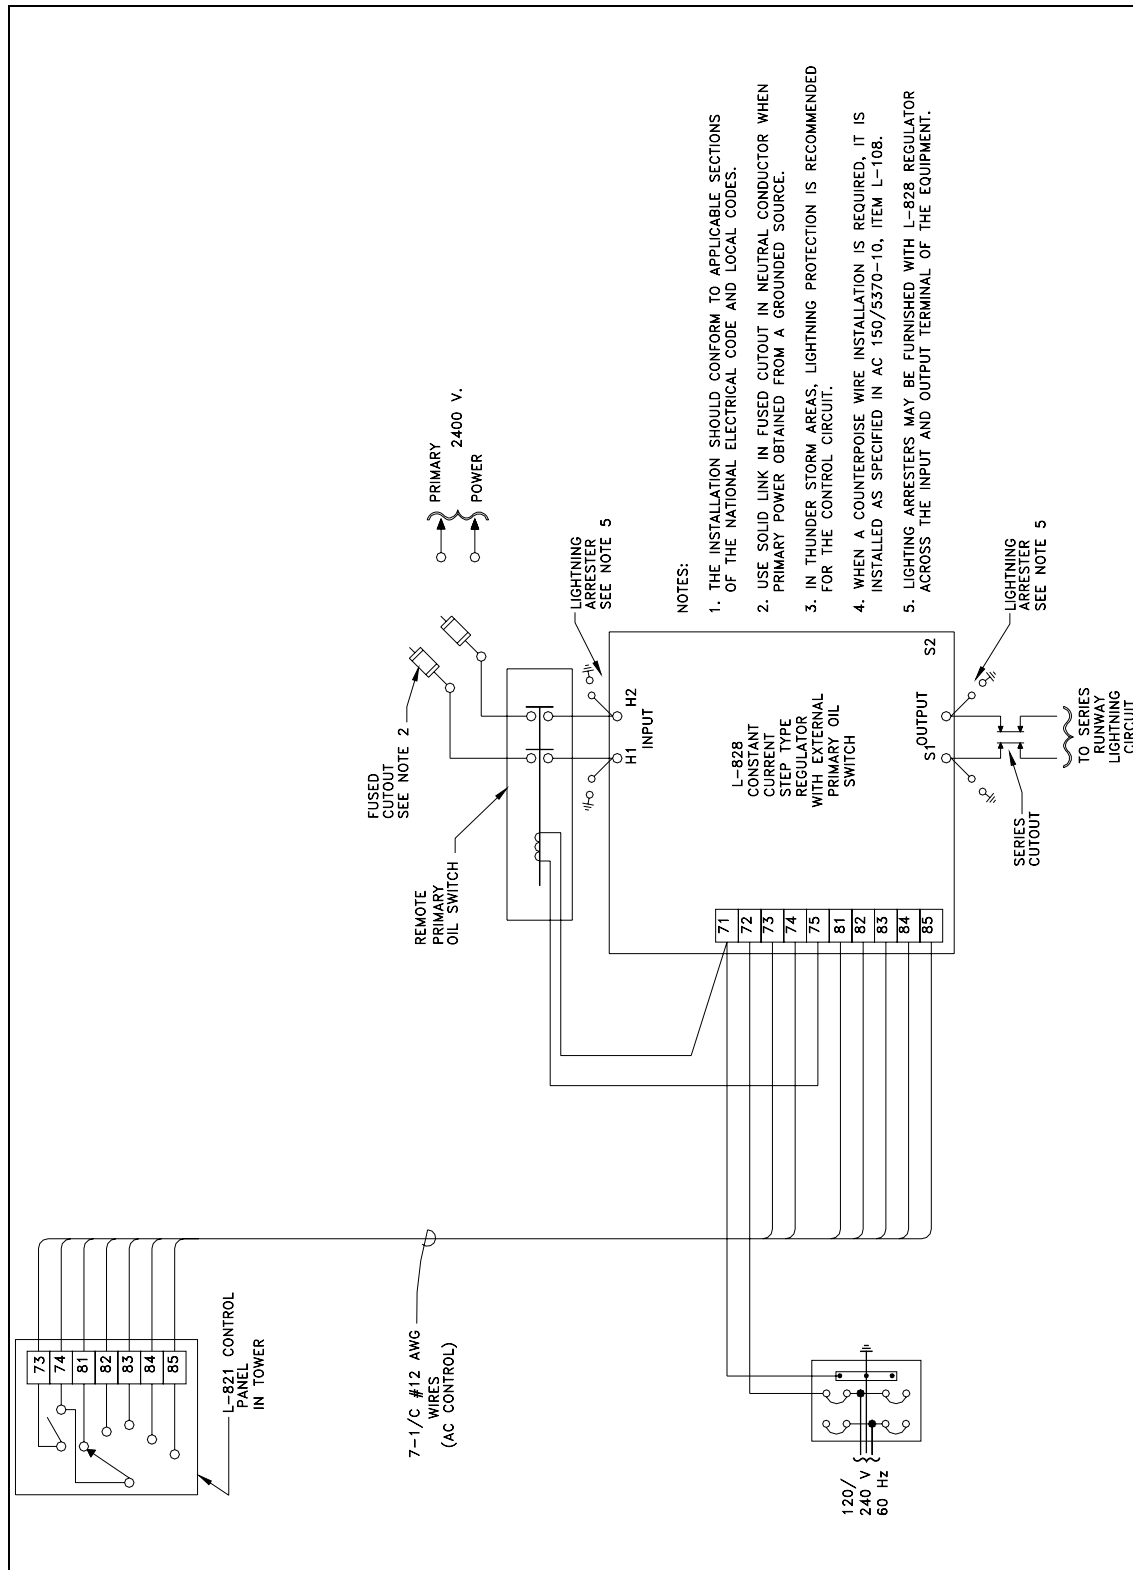 PRIMARY
2400 V.
POWER
FUSED
CUTOUT
SEE NOTE 2
REMOTE
PRIMARY
OIL SWITCH
LIGHTNING
ARRESTER
SEE NOTE 5
H1
H2
INPUT
L-828
CONSTANT
CURRENT
STEP TYPE
REGULATOR
WITH EXTERNAL
PRIMARY OIL
SWITCH
71
72
73
74
75
81
82
83
84
85
S1
OUTPUT
S2
LIGHTNING
ARRESTER
SEE NOTE 5
SERIES
CUTOUT
TO SERIES
RUNWAY
LIGHTNING
CIRCUIT
73
74
81
82
83
84
85
L-821 CONTROL
PANEL
IN TOWER
7-1/C #12 AWG
WIRES
(AC CONTROL)
120/
240 V
60 Hz
NOTES:
1. THE INSTALLATION SHOULD CONFORM TO APPLICABLE SECTIONS
OF THE NATIONAL ELECTRICAL CODE AND LOCAL CODES.
2. USE SOLID LINK IN FUSED CUTOUT IN NEUTRAL CONDUCTOR WHEN
PRIMARY POWER OBTAINED FROM A GROUNDED SOURCE.
3. IN THUNDER STORM AREAS, LIGHTNING PROTECTION IS RECOMMENDED
FOR THE CONTROL CIRCUIT.
4. WHEN A COUNTERPOISE WIRE INSTALLATION IS REQUIRED, IT IS
INSTALLED AS SPECIFIED IN AC 150/5370-10, ITEM L-108.
5. LIGHTING ARRESTERS MAY BE FURNISHED WITH L-828 REGULATOR
ACROSS THE INPUT AND OUTPUT TERMINAL OF THE EQUIPMENT.